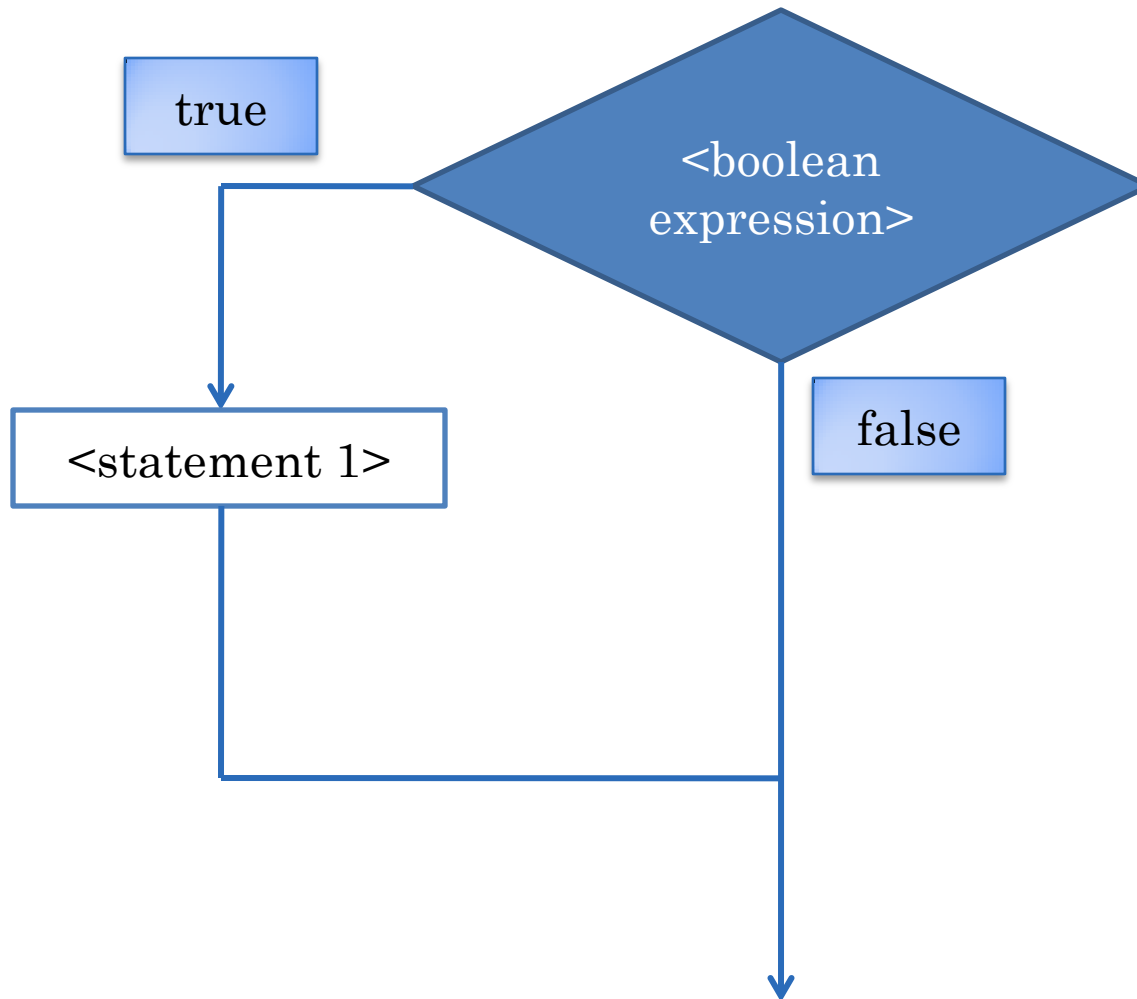 true
<boolean
expression>
false
<statement 1>